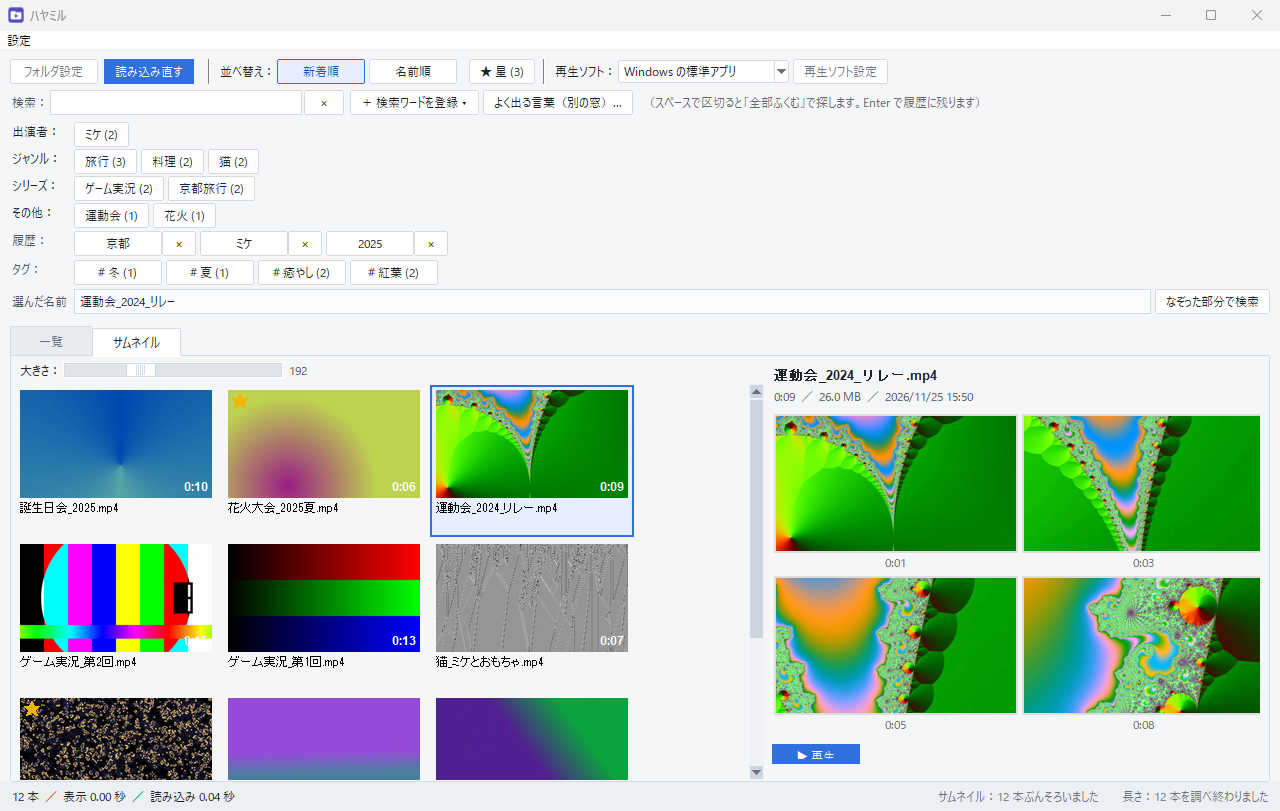 ハヤミル
設定
フォルダ設定 読み込み直す 並べ替え： 新着順 名前順 ★ 星 (3) 再生ソフト： Windows の標準アプリ 再生ソフト設定
検索： × ＋ 検索ワードを登録 よく出る言葉（別の窓）... （スペースで区切ると「全部ふくむ」で探します。Enter で履歴に残ります）
出演者： ミケ (2)
ジャンル： 旅行 (3) 料理 (2) 猫 (2)
シリーズ： ゲーム実況 (2) 京都旅行 (2)
その他： 運動会 (1) 花火 (1)
履歴： 京都 × ミケ × 2025 ×
タグ： # 冬 (1) # 夏 (1) # 癒やし (2) # 紅葉 (2)
選んだ名前 運動会_2024_リレー なぞった部分で検索
一覧 サムネイル
大きさ： 192
0:10 0:06 0:09
誕生日会_2025.mp4 花火大会_2025夏.mp4 運動会_2024_リレー.mp4
0:13 0:07
ゲーム実況_第2回.mp4 ゲーム実況_第1回.mp4 猫_ミケとおもちゃ.mp4
運動会_2024_リレー.mp4
0:09 ／ 26.0 MB ／ 2026/11/25 15:50
0:01 0:03
0:05 0:08
▶ 再生
12 本 ／ 表示 0.00 秒 ／ 読み込み 0.04 秒 サムネイル：12 本ぶんそろいました 長さ：12 本を調べ終わりました